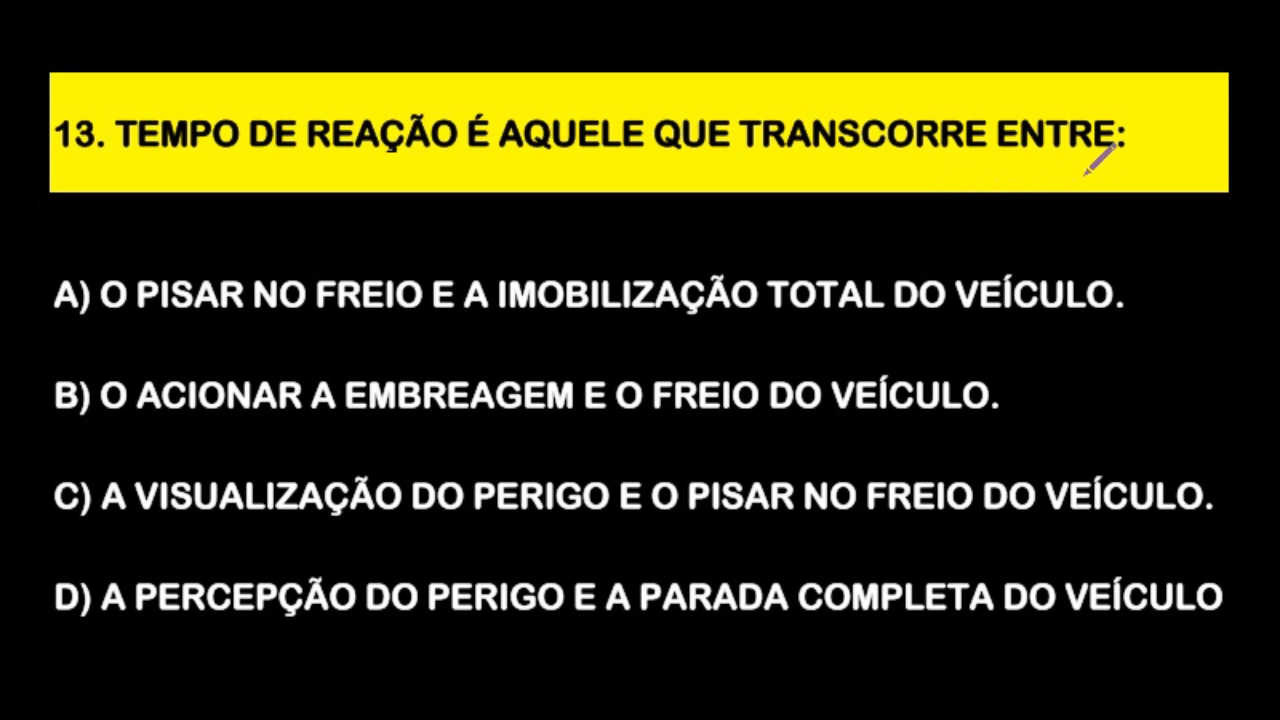 13. TEMPO DE REAÇÃO É AQUELE QUE TRANSCORRE ENTRE:
A) O PISAR NO FREIO E A IMOBILIZAÇÃO TOTAL DO VEÍCULO.
B) O ACIONAR A EMBREAGEM E O FREIO DO VEÍCULO.
C) A VISUALIZAÇÃO DO PERIGO E O PISAR NO FREIO DO VEÍCULO.
D) A PERCEPÇÃO DO PERIGO E A PARADA COMPLETA DO VEÍCULO